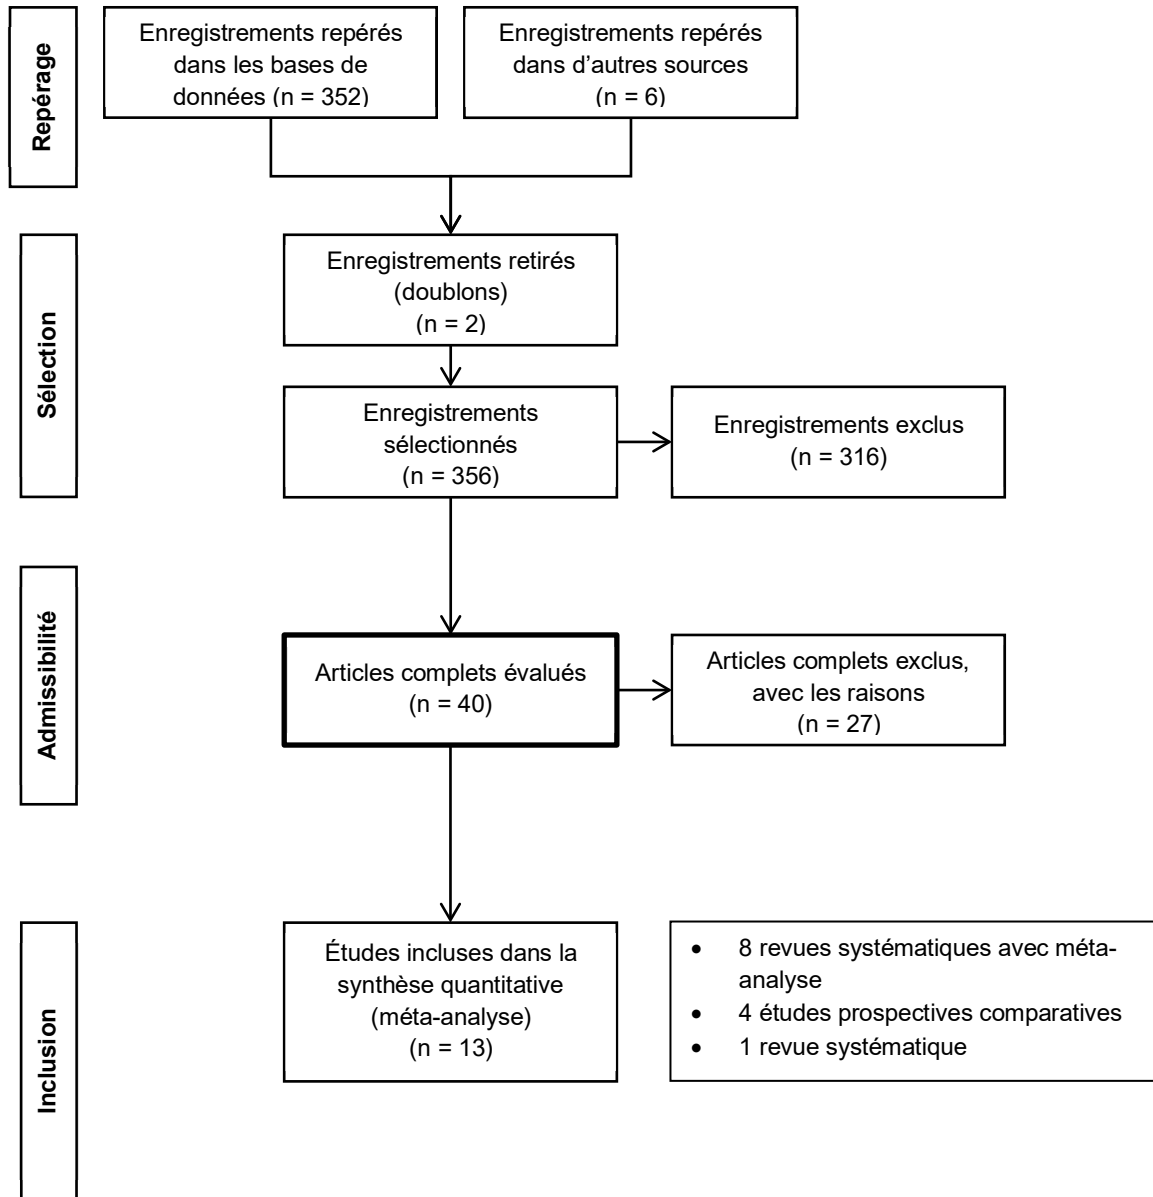 Repérage
Enregistrements repérés
dans les bases de
données (n = 352)
Enregistrements repérés
dans d’autres sources
(n = 6)
Sélection
Enregistrements retirés
(doublons)
(n = 2)
Enregistrements
sélectionnés
(n = 356)
Enregistrements exclus
(n = 316)
Admissibilité
Articles complets évalués
(n = 40)
Articles complets exclus,
avec les raisons
(n = 27)
Inclusion
Études incluses dans la
synthèse quantitative
(méta-analyse)
(n = 13)
• 8 revues systématiques avec méta-
analyse
• 4 études prospectives comparatives
• 1 revue systématique